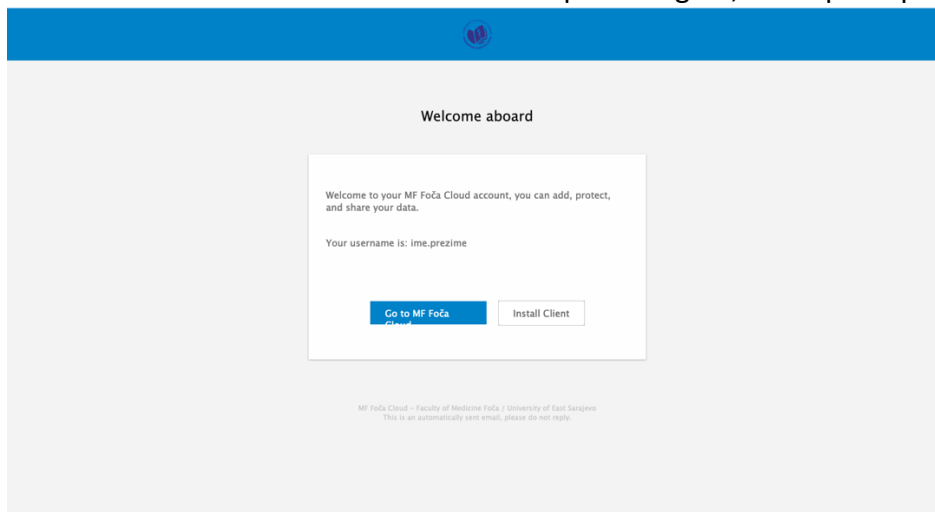 Welcome aboard
Welcome to your MF Foča Cloud account, you can add, protect,
and share your data.
Your username is: ime.prezime
Go to MF Foča
Cloud
Install Client
MF Foča Cloud – Faculty of Medicine Foča / University of East Sarajevo
This is an automatically sent email, please do not reply.